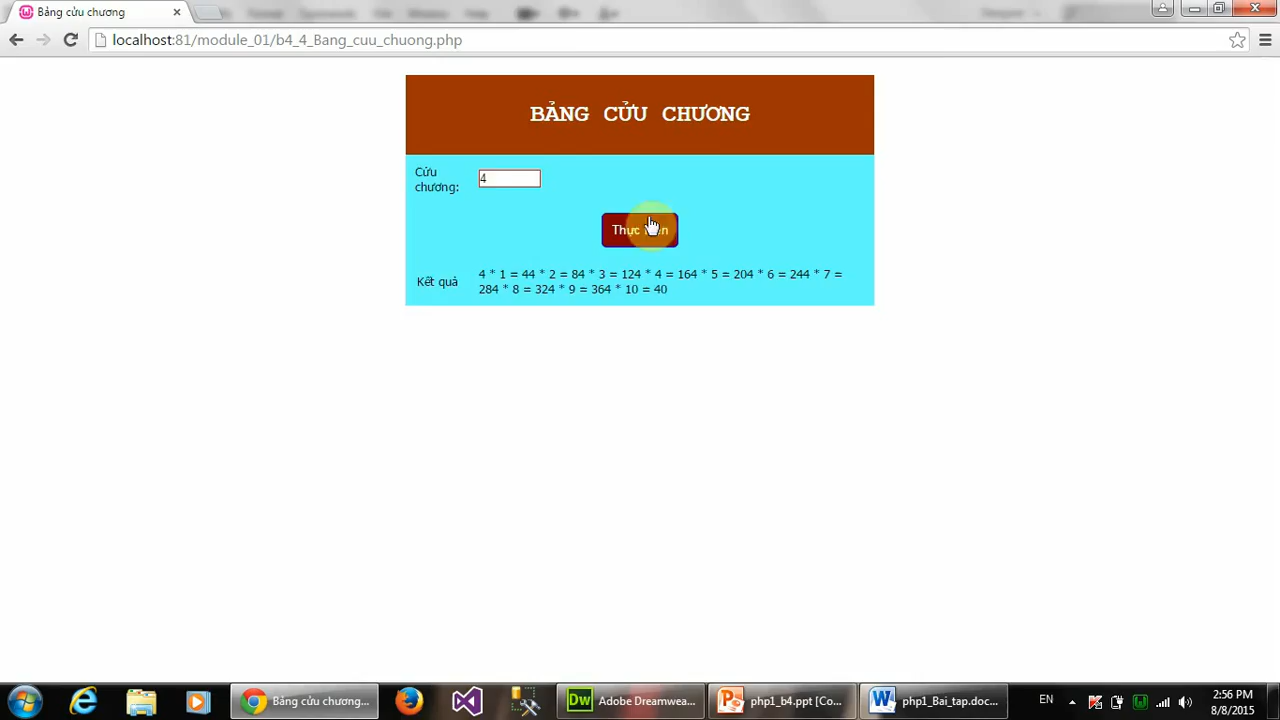 Bảng cửu chương
localhost:81/module_01/b4_4_Bang_cuu_chuong.php
BẢNG CỬU CHƯƠNG
Cửu
chương:
4
Thực
Kết quả
4 * 1 = 44 * 2 = 84 * 3 = 124 * 4 = 164 * 5 = 204 * 6 = 244 * 7 =
284 * 8 = 324 * 9 = 364 * 10 = 40
Bảng cửu chương...
Adobe Dreamwea...
php1_b4.ppt [Co...
php1_Bai_tap.doc...
EN
2:56 PM
8/8/2015